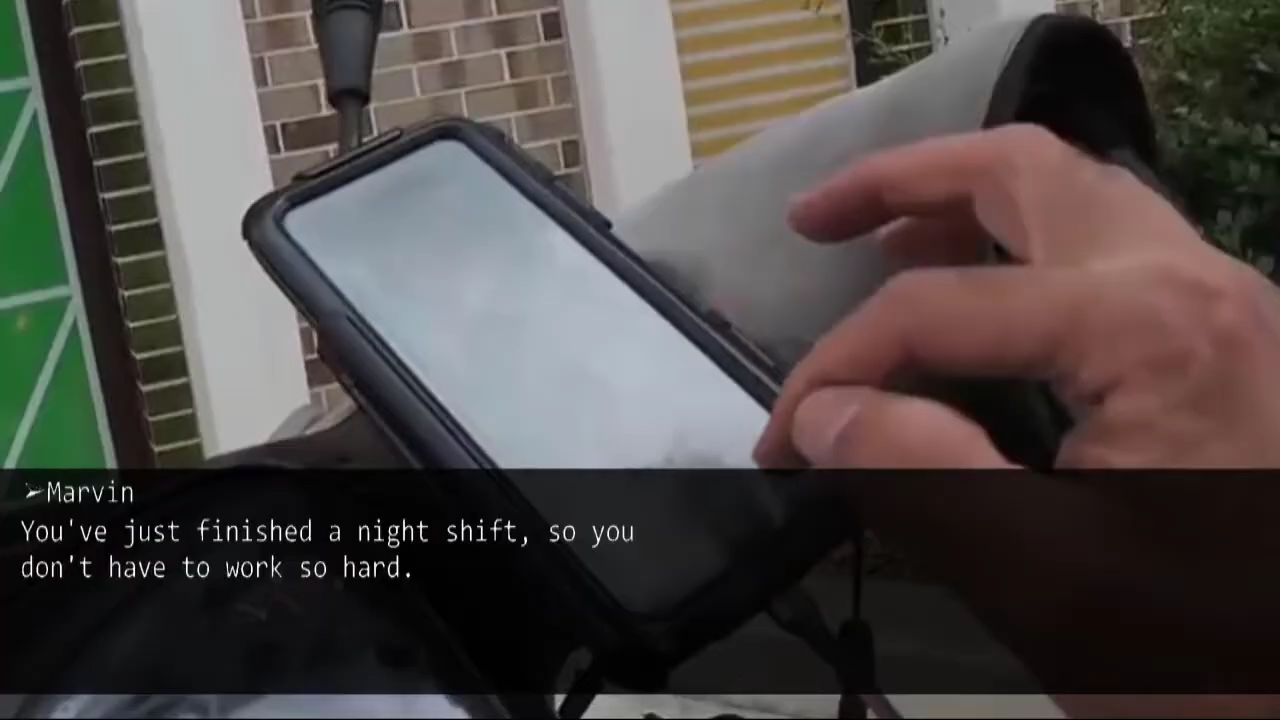 ➢Marvin
You've just finished a night shift, so you
don't have to work so hard.